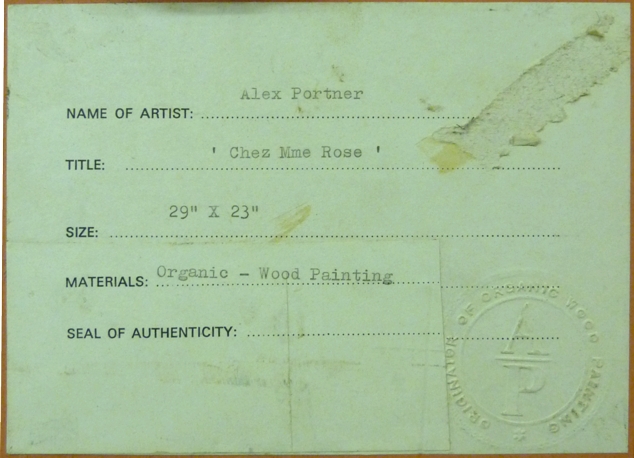 NAME OF ARTIST: Alex Portner
TITLE: ' Chez Mme Rose '
SIZE: 29" X 23"
MATERIALS: Organic - Wood Painting
SEAL OF AUTHENTICITY:
ORIGINATOR OF ORGANIC WOOD PAINTING
AP